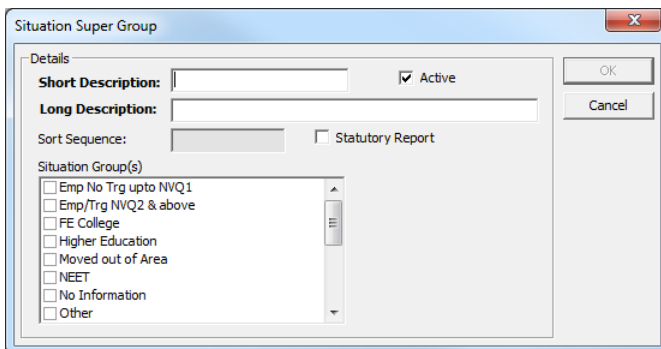 Situation Super Group
Details
Short Description:
Active
OK
Long Description:
Cancel
Sort Sequence:
Statutory Report
Situation Group(s)
Emp No Trg upto NVQ1
Emp/Trg NVQ2 & above
FE College
Higher Education
Moved out of Area
NEET
No Information
Other